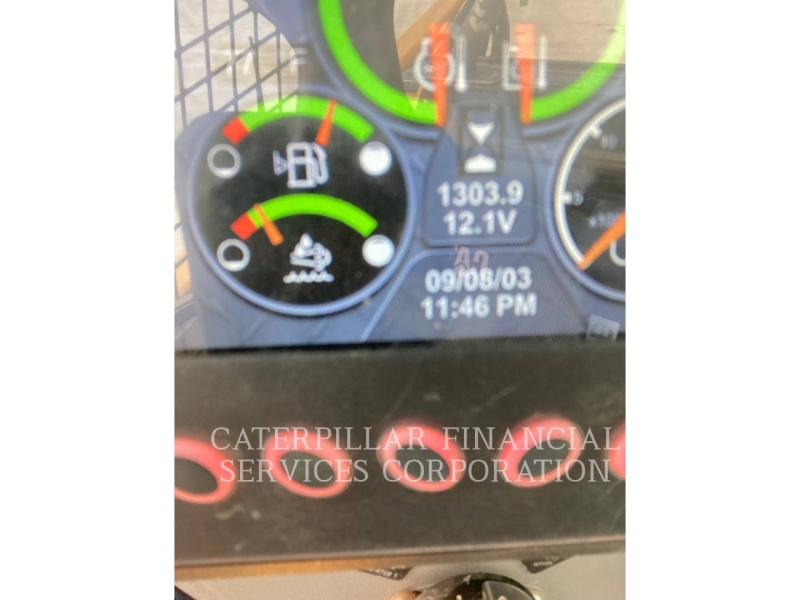 1303.9
12.1V
09/08/03
11:46 PM
CATERPILLAR FINANCIAL
SERVICES CORPORATION